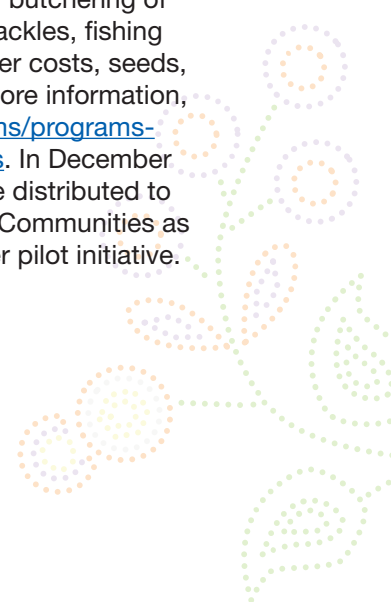 butchering of
ackles, fishing
er costs, seeds,
ore information,
ns/programs-
s. In December
e distributed to
Communities as
r pilot initiative.